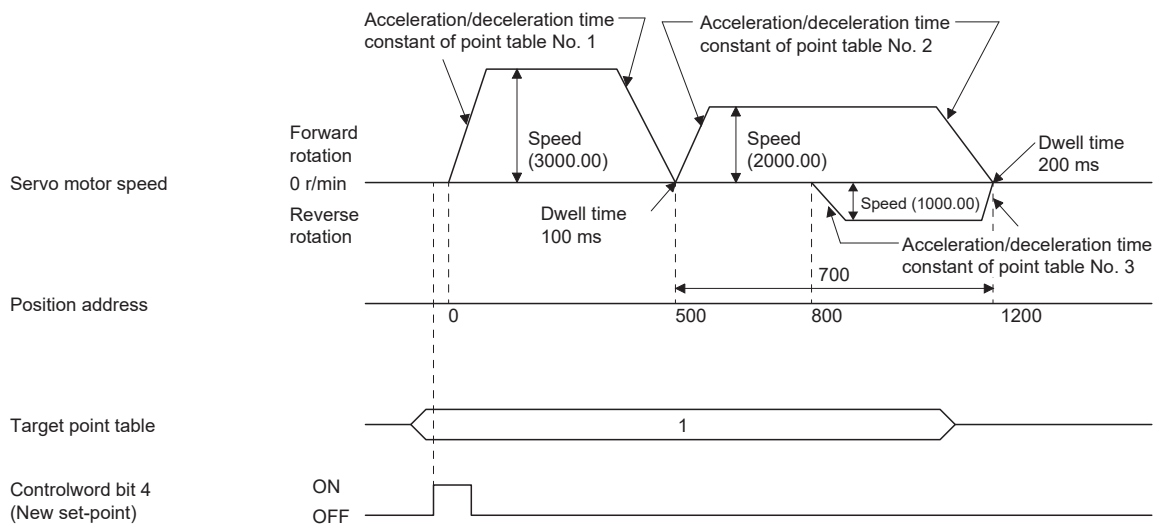 Acceleration/deceleration time
constant of point table No. 1
Acceleration/deceleration time
constant of point table No. 2
Forward
rotation
Speed
(3000.00)
Speed
(2000.00)
Dwell time
200 ms
Servo motor speed
0 r/min
Reverse
rotation
Dwell time
100 ms
Speed (1000.00)
Acceleration/deceleration time
constant of point table No. 3
700
Position address
0
500
800
1200
Target point table
1
Controlword bit 4
(New set-point)
ON
OFF